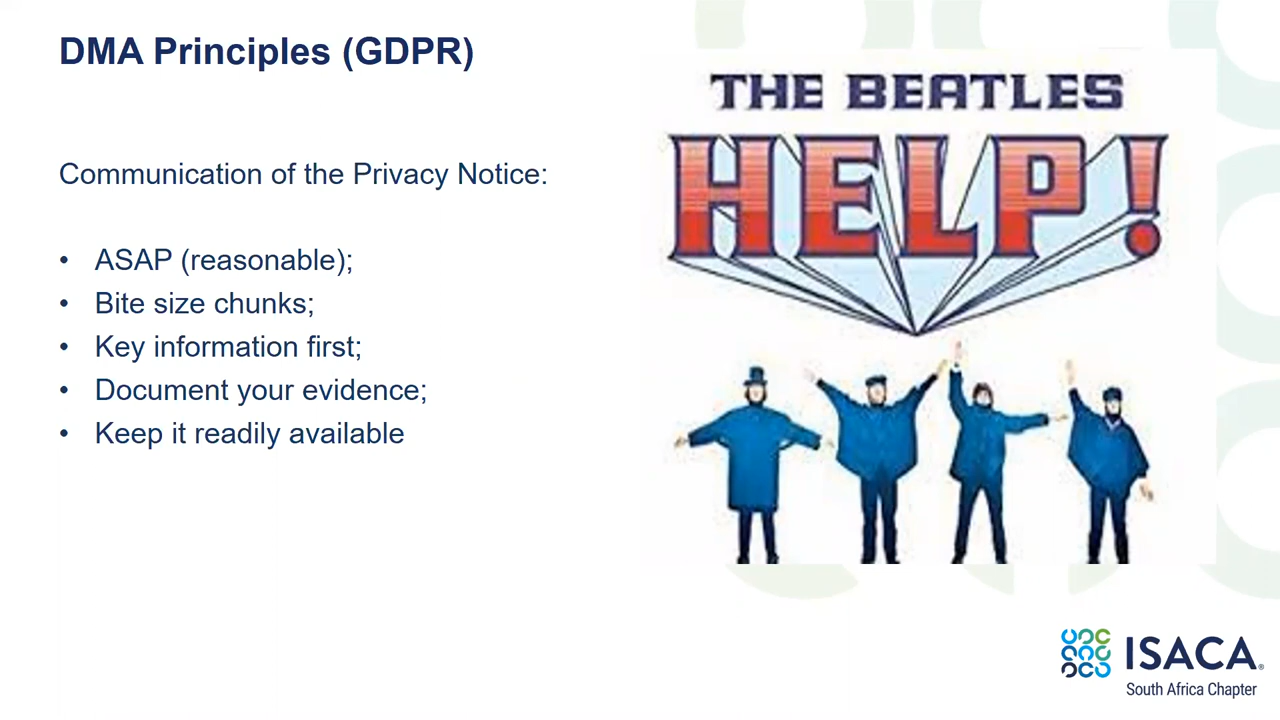 DMA Principles (GDPR)
Communication of the Privacy Notice:
• ASAP (reasonable);
• Bite size chunks;
• Key information first;
• Document your evidence;
• Keep it readily available
THE BEATLES
HELP!
ISACA®
South Africa Chapter